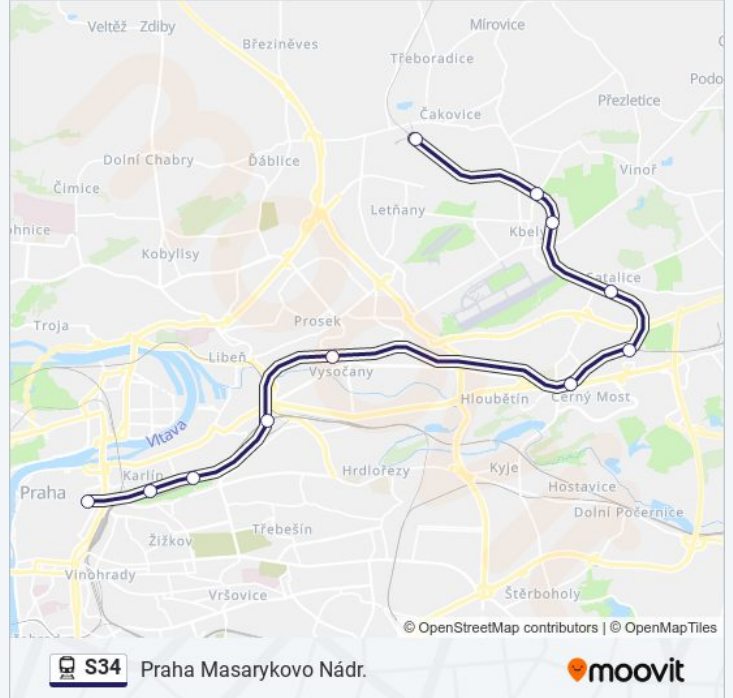 Veltěž Zdiby
Mírovice
Březiněves
Třeboradice
Podo
Přezletice
Čakovice
Dolní Chabry
Ďáblice
Vinoř
Čimice
Letňany
ohnice
Kbely
Kobylisy
Satalice
Troja
Prosek
Libeň
Vysočany
Hloubětín
Černý Most
Vltava
Hrdlořezy
Kyje
Karlín
Praha
Hostavice
Dolní Počernice
Třebešín
Žižkov
Vinohrady
Vršovice
Štěrboholy
© OpenStreetMap contributors | © OpenMapTiles
S34 Praha Masarykovo Nádr.
moovit